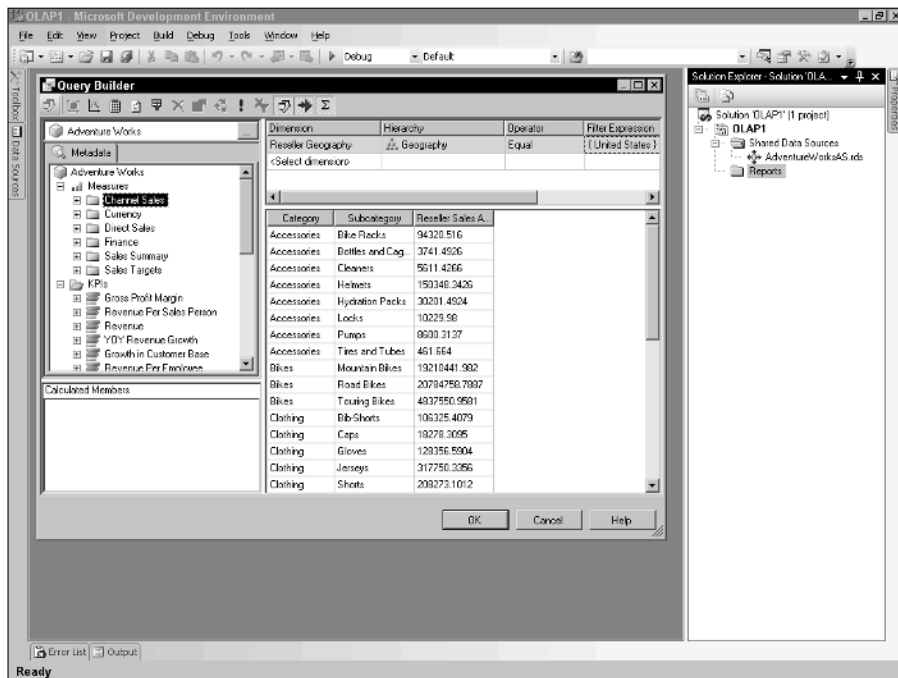 OLAP1 - Microsoft Development Environment
File Edit View Project Build Debug Tools Window Help
Debug Default
Toolbox
Data Sources
Query Builder
Adventure Works ...
Metadata
Adventure Works
Measures
Channel Sales
Currency
Direct Sales
Finance
Sales Summary
Sales Targets
KPIs
Gross Profit Margin
Revenue Per Sales Person
Revenue
YOY Revenue Growth
Growth in Customer Base
Revenue Per Employee
Calculated Members
Dimension Hierarchy Operator Filter Expression
Reseller Geography Geography Equal { United States }
<Select dimension>
Category Subcategory Reseller Sales A...
Accessories Bike Racks 94320.516
Accessories Bottles and Cag... 3741.4926
Accessories Cleaners 5611.4266
Accessories Helmets 150348.3426
Accessories Hydration Packs 30201.4924
Accessories Locks 10229.98
Accessories Pumps 8600.3137
Accessories Tires and Tubes 461.664
Bikes Mountain Bikes 19210441.982
Bikes Road Bikes 20784758.7887
Bikes Touring Bikes 4837550.9581
Clothing Bib-Shorts 106325.4079
Clothing Caps 18278.3095
Clothing Gloves 128356.5904
Clothing Jerseys 317750.3356
Clothing Shorts 208273.1012
OK Cancel Help
Solution Explorer - Solution 'OLA...
Solution 'OLAP1' (1 project)
OLAP1
Shared Data Sources
AdventureWorksAS.rds
Reports
Properties
Error List Output
Ready